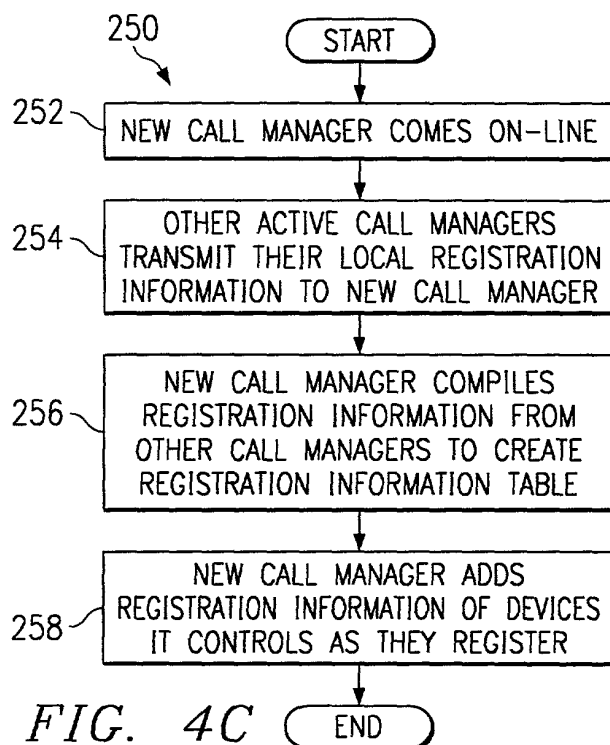 250
START
252
NEW CALL MANAGER COMES ON-LINE
254
OTHER ACTIVE CALL MANAGERS
TRANSMIT THEIR LOCAL REGISTRATION
INFORMATION TO NEW CALL MANAGER
256
NEW CALL MANAGER COMPILES
REGISTRATION INFORMATION FROM
OTHER CALL MANAGERS TO CREATE
REGISTRATION INFORMATION TABLE
258
NEW CALL MANAGER ADDS
REGISTRATION INFORMATION OF DEVICES
IT CONTROLS AS THEY REGISTER
FIG. 4C
END